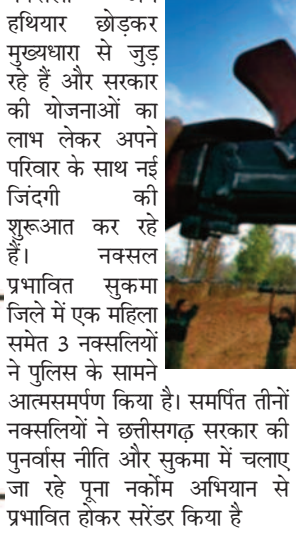 हथियार छोड़कर
मुख्यधारा से जुड़
रहे हैं और सरकार
की योजनाओं का
लाभ लेकर अपने
परिवार के साथ नई
जिंदगी की
शुरूआत कर रहे
हैं। नक्सल
प्रभावित सुकमा
जिले में एक महिला
समेत 3 नक्सलियों
ने पुलिस के सामने
आत्मसमर्पण किया है। समर्पित तीनों
नक्सलियों ने छत्तीसगढ़ सरकार की
पुनर्वास नीति और सुकमा में चलाए
जा रहे पूना नर्कोम अभियान से
प्रभावित होकर सरेंडर किया है